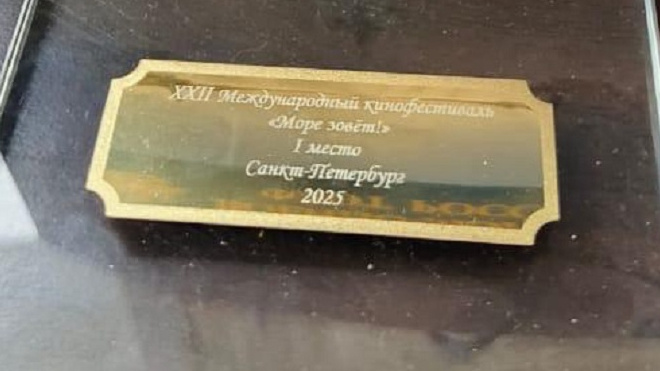 XXII Международный кинофестиваль
«Море зовёт!»
I место
Санкт-Петербург
2025